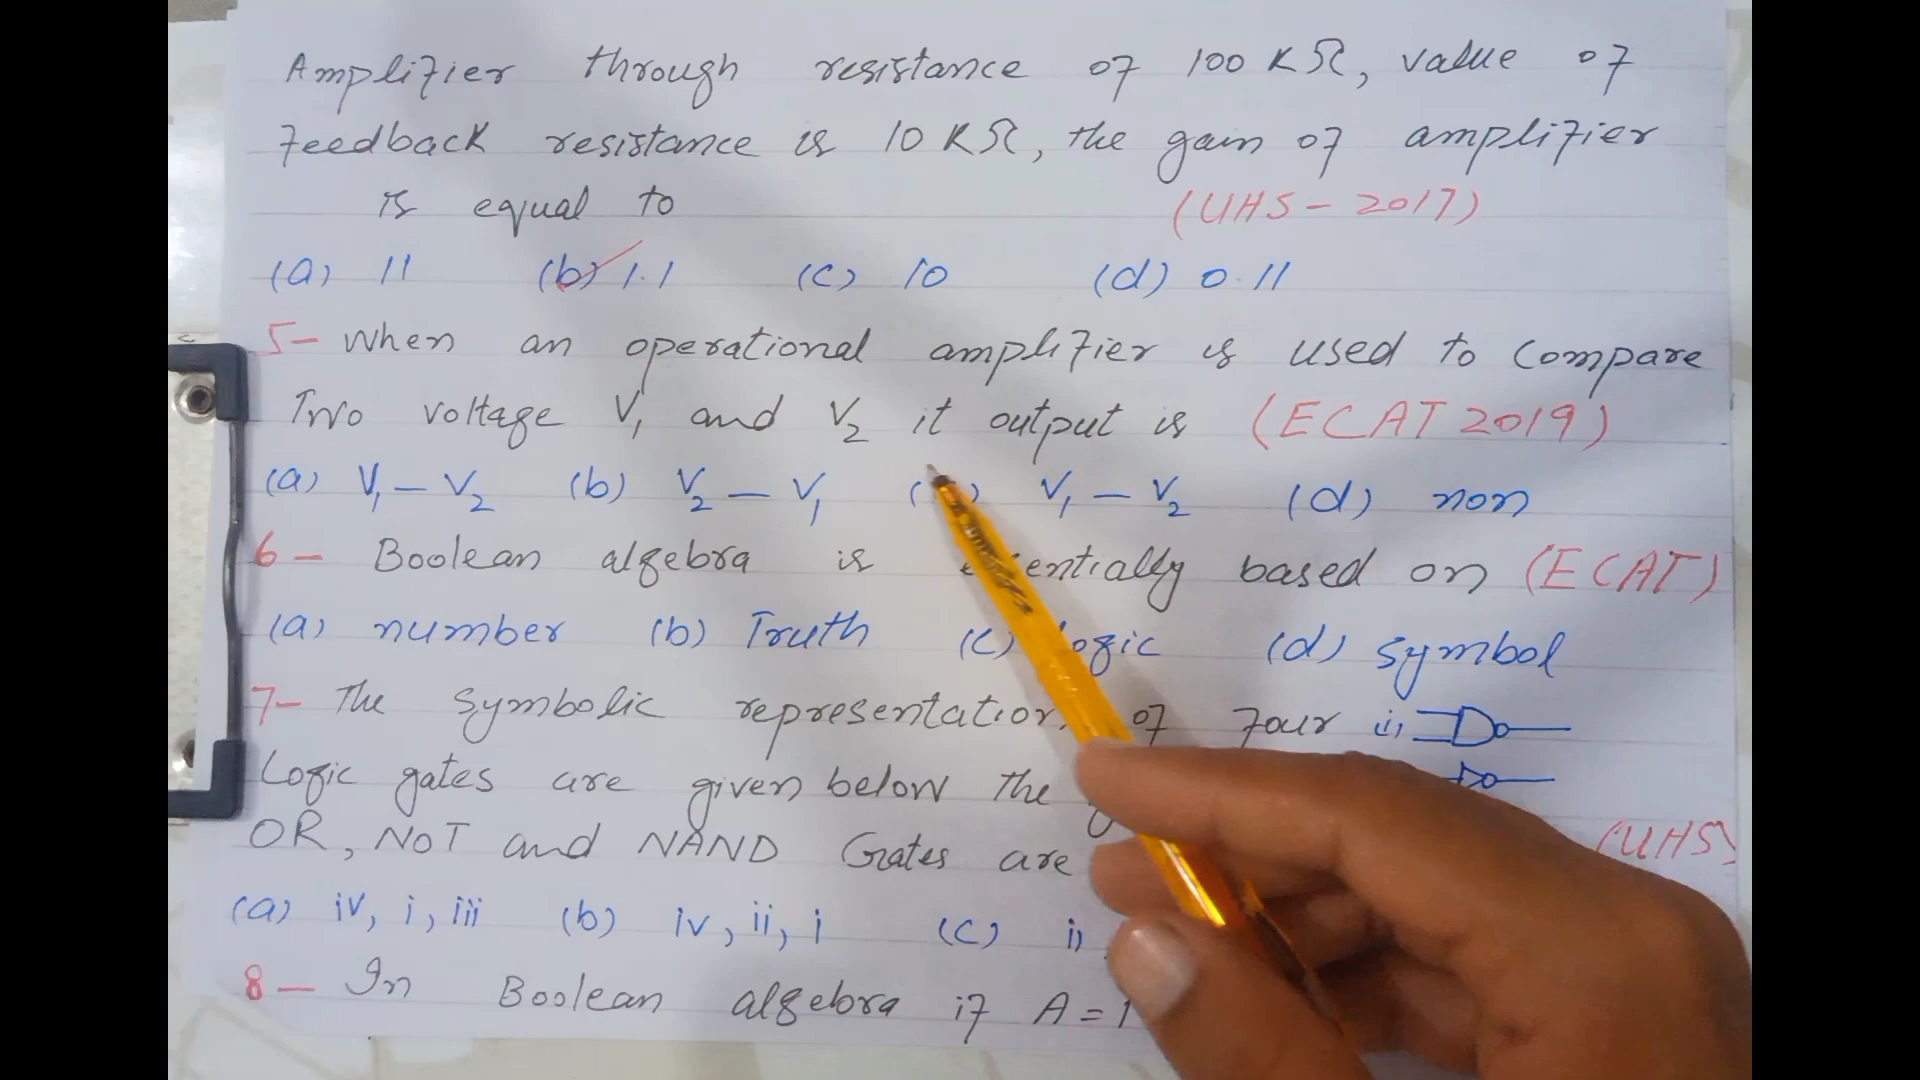 Amplifier through resistance of 100 KΩ, value of
feedback resistance is 10 KΩ, the gain of amplifier
is equal to (UHS - 2017)
(a) 11 (b) 1.1 (c) 10 (d) 0.11
5- When an operational amplifier is used to compare
Two voltage V₁ and V₂ it output is (ECAT 2019)
(a) V₁ - V₂ (b) V₂ - V₁ ( ) V₁ - V₂ (d) non
6- Boolean algebra is based on (ECAT)
(a) number (b) Truth (c) logic (d) symbol
7- The symbolic representation of four i,
Logic gates are given below the
OR, NOT and NAND Gates are (UHS)
(a) iv, i, iii (b) iv, ii, i (c)
8- In Boolean algebra if A = 1